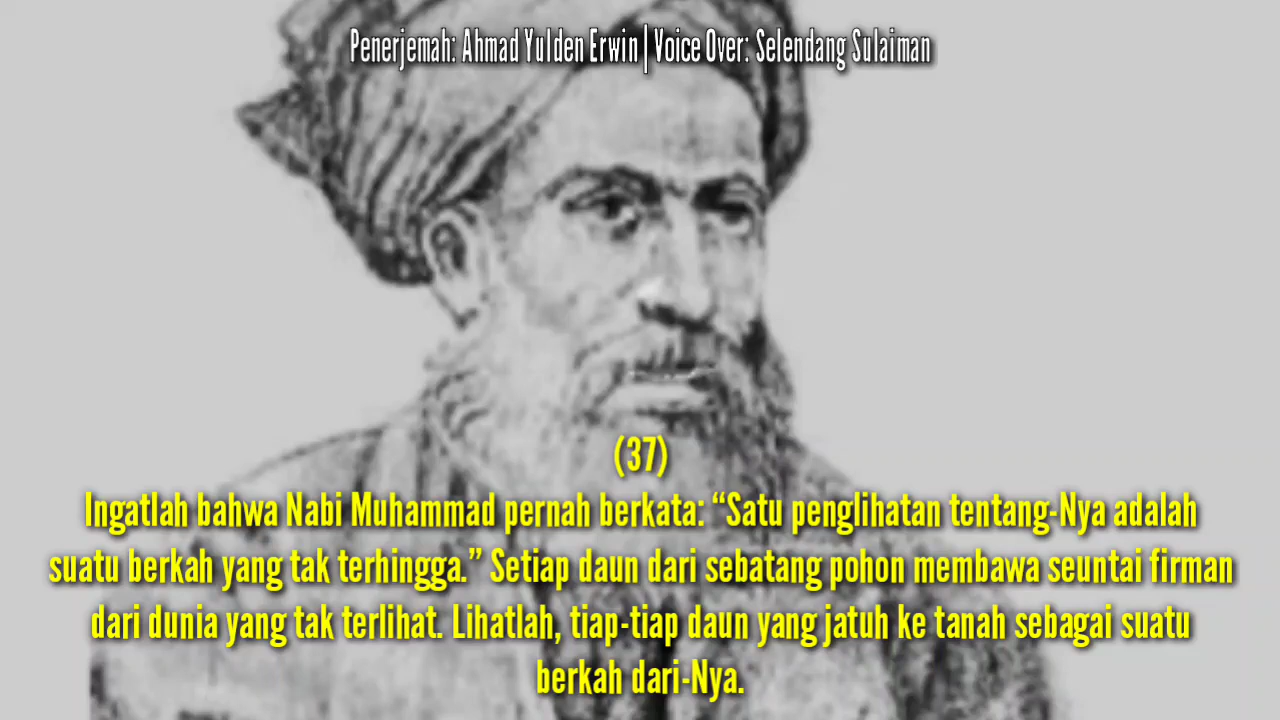 Penerjemah: Ahmad Yulden Erwin | Voice Over: Selendang Sulaiman
(37)
Ingatlah bahwa Nabi Muhammad pernah berkata: “Satu penglihatan tentang-Nya adalah
suatu berkah yang tak terhingga.” Setiap daun dari sebatang pohon membawa seuntai firman
dari dunia yang tak terlihat. Lihatlah, tiap-tiap daun yang jatuh ke tanah sebagai suatu
berkah dari-Nya.